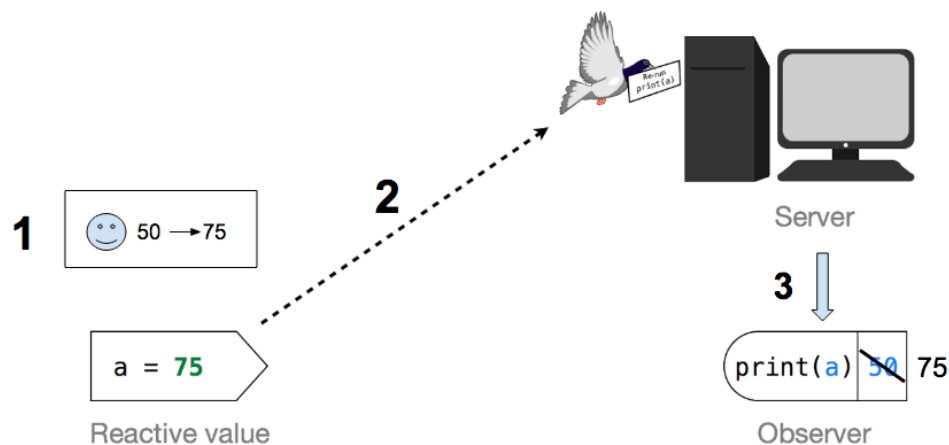 Re-run
print(a)
Server
1
50 → 75
2
3
a = 75
Reactive value
print(a) 50 75
Observer